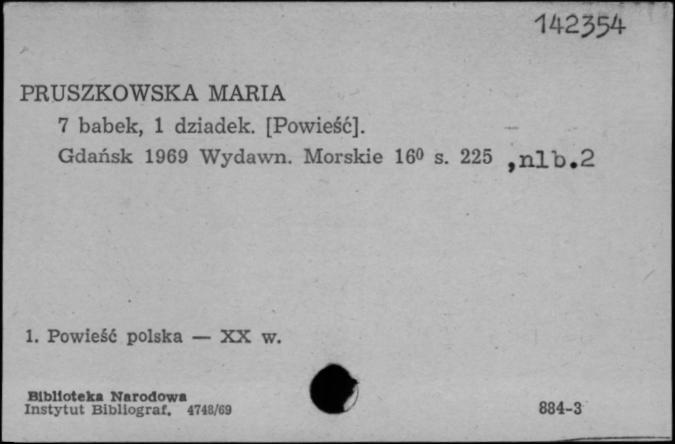 142354
PRUSZKOWSKA MARIA
7 babek, 1 dziadek. [Powieść].
Gdańsk 1969 Wydawn. Morskie 16⁰ s. 225 ,nlb.2
1. Powieść polska — XX w.
Biblioteka Narodowa
Instytut Bibliograf. 4748/69
884-3